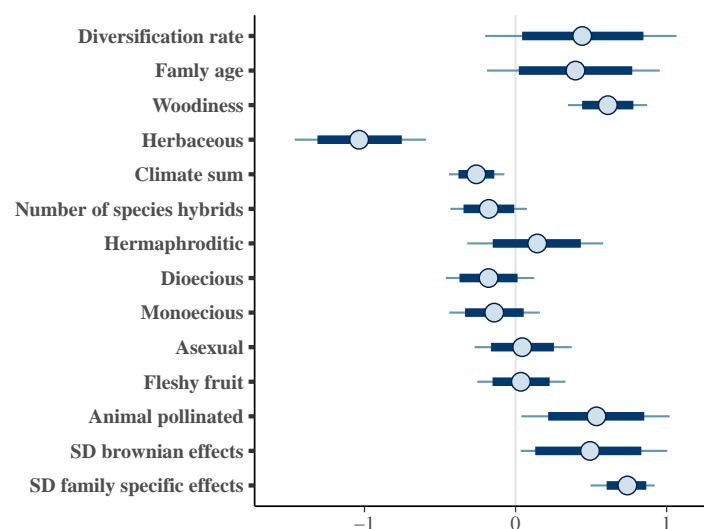 Diversification rate
Famly age
Woodiness
Herbaceous
Climate sum
Number of species hybrids
Hermaphroditic
Dioecious
Monoecious
Asexual
Fleshy fruit
Animal pollinated
SD brownian effects
SD family specific effects
−1 0 1